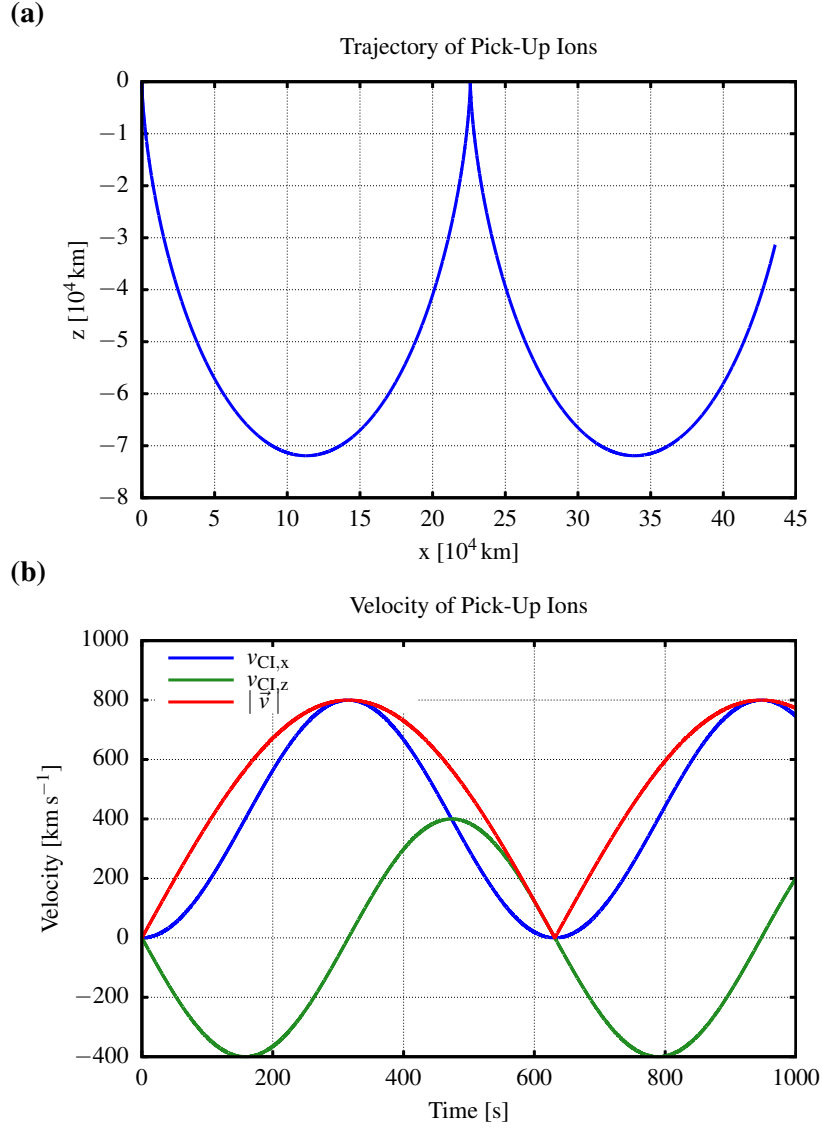 (a)
Trajectory of Pick-Up Ions
0
−1
−2
−3
−4
−5
−6
−7
−8
z [10⁴ km]
0 5 10 15 20 25 30 35 40 45
x [10⁴ km]
(b)
Velocity of Pick-Up Ions
1000
800
600
400
200
0
−200
−400
Velocity [km s⁻¹]
v_CI,x
v_CI,z
| v⃗ |
0 200 400 600 800 1000
Time [s]